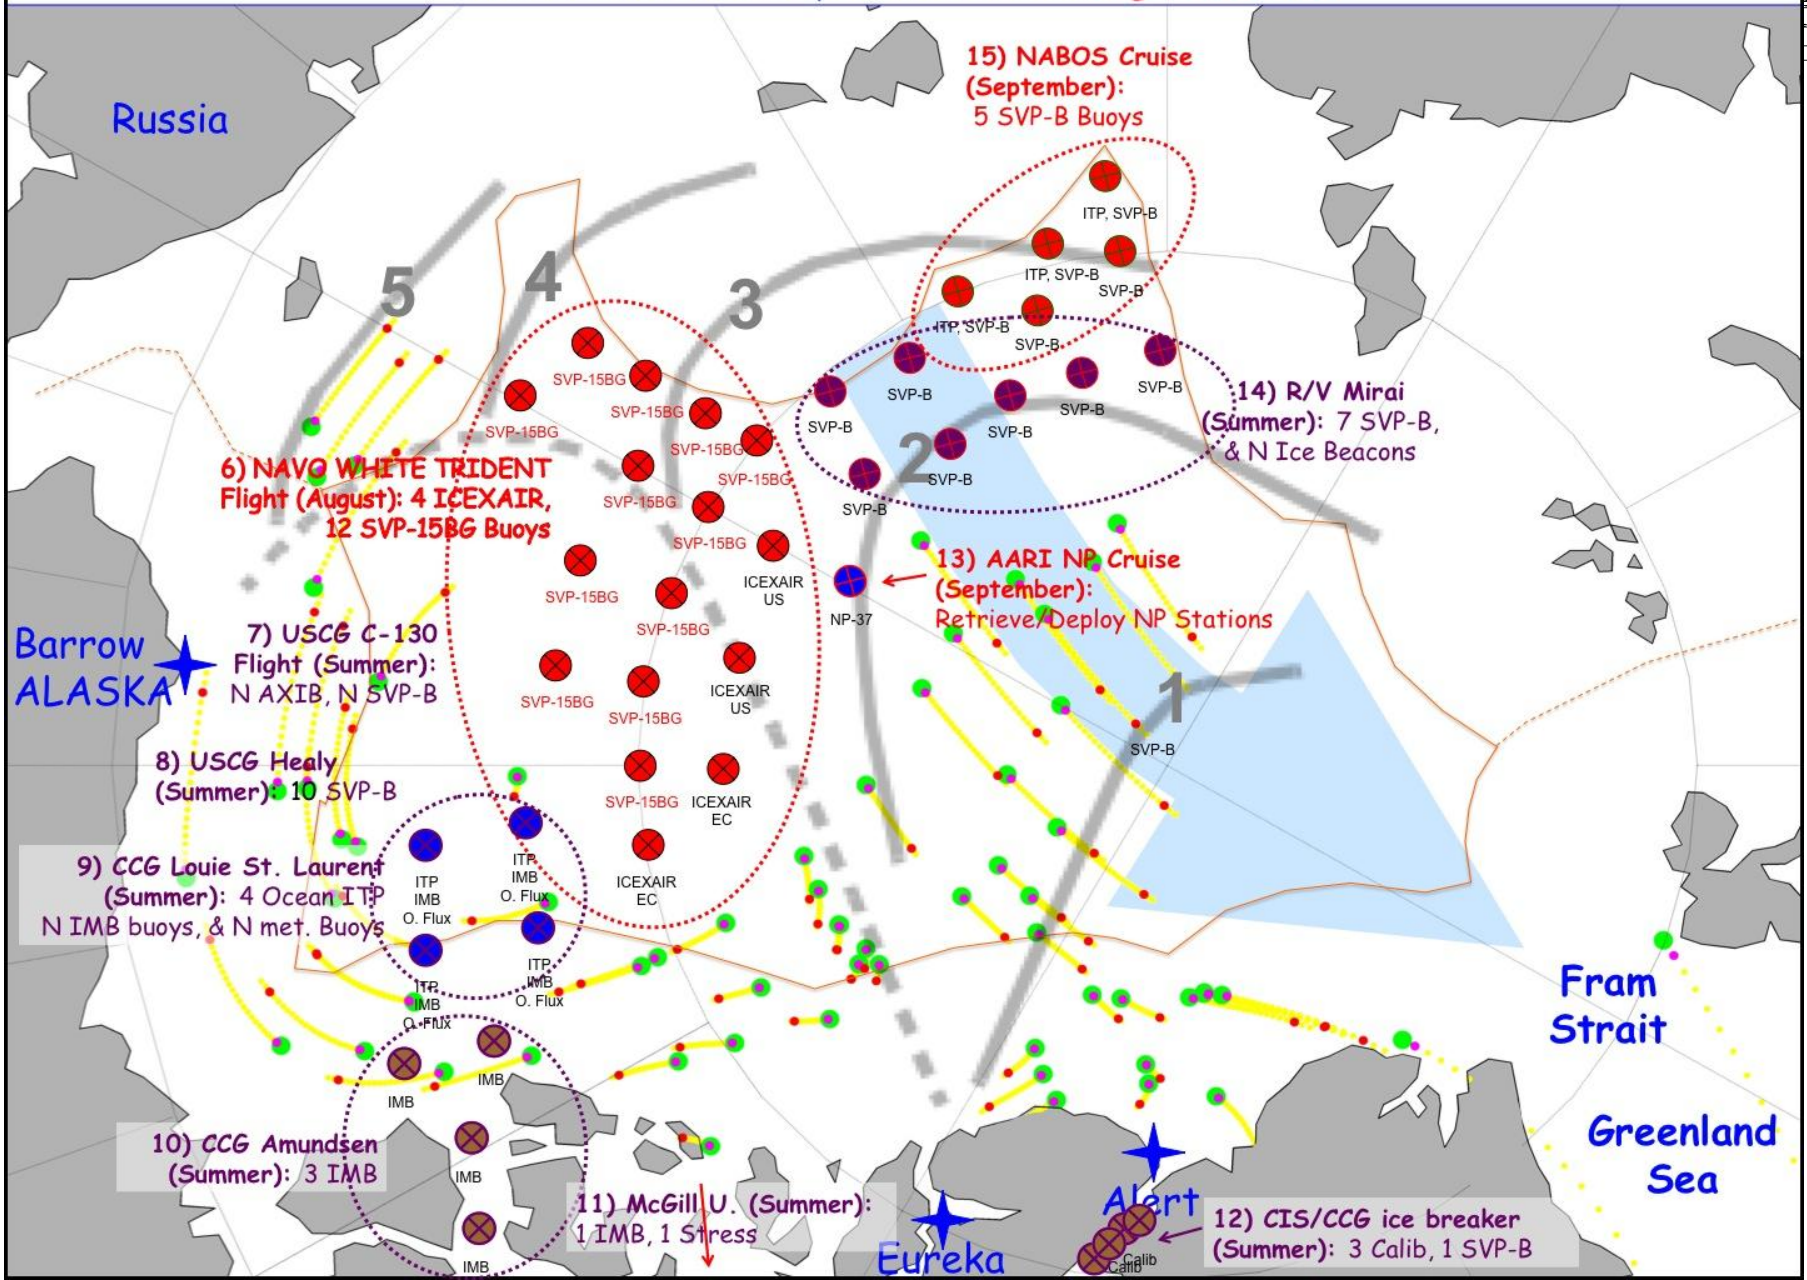 15) NABOS Cruise
(September):
5 SVP-B Buoys
Russia
ITP, SVP-B
5
4
3
ITP, SVP-B
SVP-B
ITP, SVP-B
SVP-B
SVP-15BG
SVP-15BG
SVP-15BG
SVP-15BG
SVP-15BG
SVP-B
SVP-B
SVP-B
SVP-B
SVP-B
14) R/V Mirai
(Summer): 7 SVP-B,
& N Ice Beacons
2
SVP-B
SVP-B
6) NAVO WHITE TRIDENT
Flight (August): 4 ICEXAIR,
12 SVP-15BG Buoys
SVP-15BG
SVP-15BG
ICEXAIR
US
SVP-15BG
SVP-15BG
13) AARI NP Cruise
(September):
Retrieve/Deploy NP Stations
NP-37
Barrow
ALASKA
7) USCG C-130
Flight (Summer):
N AXIB, N SVP-B
SVP-15BG
SVP-15BG
ICEXAIR
US
1
SVP-B
8) USCG Healy
(Summer): 10 SVP-B
SVP-15BG
ICEXAIR
EC
9) CCG Louie St. Laurent
(Summer): 4 Ocean ITP
N IMB buoys, & N met. Buoys
ITP
IMB
O. Flux
ITP
IMB
O. Flux
ICEXAIR
EC
ITP
IMB
O. Flux
ITP
IMB
O. Flux
Fram
Strait
IMB
IMB
10) CCG Amundsen
(Summer): 3 IMB
IMB
IMB
11) McGill U. (Summer):
1 IMB, 1 Stress
Greenland
Sea
Alert
Eureka
12) CIS/CCG ice breaker
(Summer): 3 Calib, 1 SVP-B
Calib
Calib